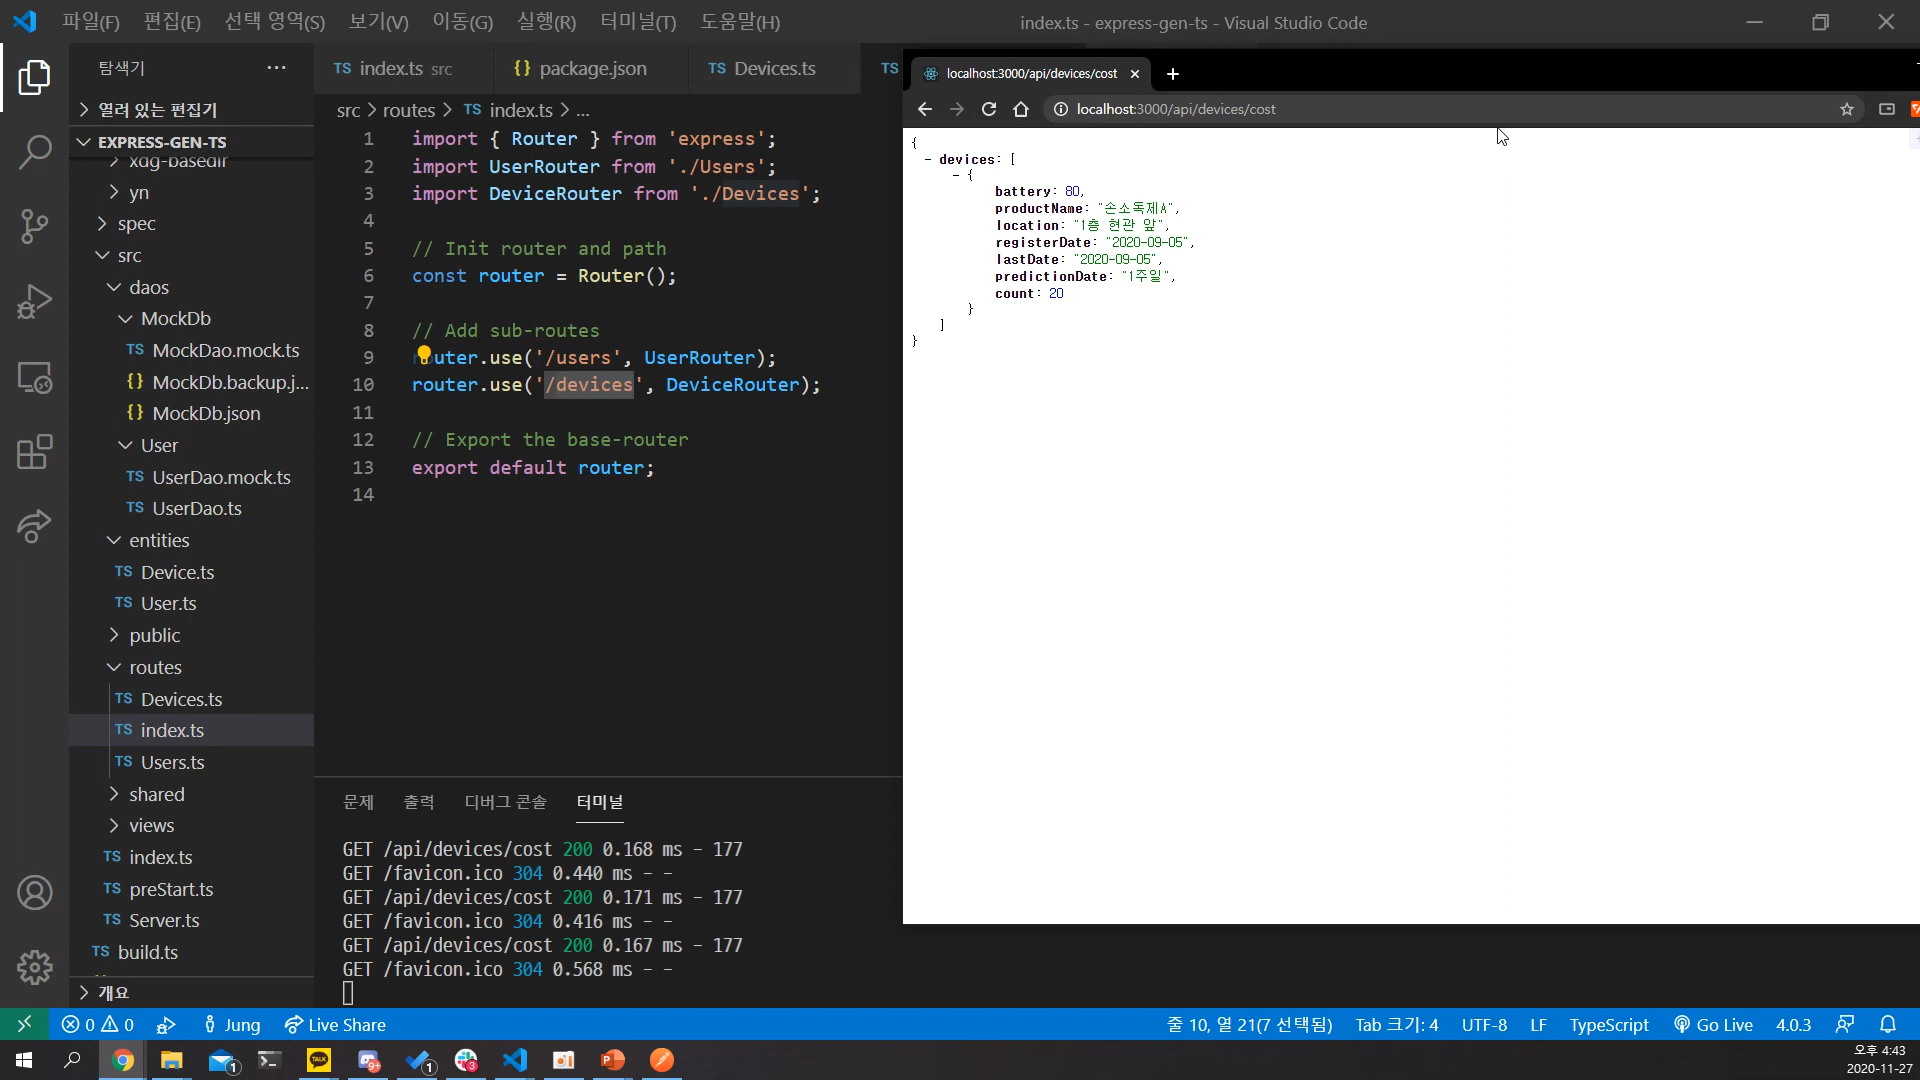 파일(F) 편집(E) 선택 영역(S) 보기(V) 이동(G) 실행(R) 터미널(T) 도움말(H) index.ts - express-gen-ts - Visual Studio Code
탐색기 ···
열려 있는 편집기
EXPRESS-GEN-TS
xdg-basedir
yn
spec
src
daos
MockDb
TS MockDao.mock.ts
{} MockDb.backup.j...
{} MockDb.json
User
TS UserDao.mock.ts
TS UserDao.ts
entities
TS Device.ts
TS User.ts
public
routes
TS Devices.ts
TS index.ts
TS Users.ts
shared
views
TS index.ts
TS preStart.ts
TS Server.ts
TS build.ts
개요
TS index.ts src {} package.json TS Devices.ts TS
src > routes > TS index.ts > ...
1 import { Router } from 'express';
2 import UserRouter from './Users';
3 import DeviceRouter from './Devices';
4
5 // Init router and path
6 const router = Router();
7
8 // Add sub-routes
9 router.use('/users', UserRouter);
10 router.use('/devices', DeviceRouter);
11
12 // Export the base-router
13 export default router;
14
문제 출력 디버그 콘솔 터미널
GET /api/devices/cost 200 0.168 ms - 177
GET /favicon.ico 304 0.440 ms - -
GET /api/devices/cost 200 0.171 ms - 177
GET /favicon.ico 304 0.416 ms - -
GET /api/devices/cost 200 0.167 ms - 177
GET /favicon.ico 304 0.568 ms - -
localhost:3000/api/devices/cost
localhost:3000/api/devices/cost
{
- devices: [
- {
battery: 80,
productName: "손소독제A",
location: "1층 현관 앞",
registerDate: "2020-09-05",
lastDate: "2020-09-05",
predictionDate: "1주일",
count: 20
}
]
}
0 0 Jung Live Share 줄 10, 열 21(7 선택됨) Tab 크기: 4 UTF-8 LF TypeScript Go Live 4.0.3
1 TALK 9+ 1 3 P
오후 4:43
2020-11-27